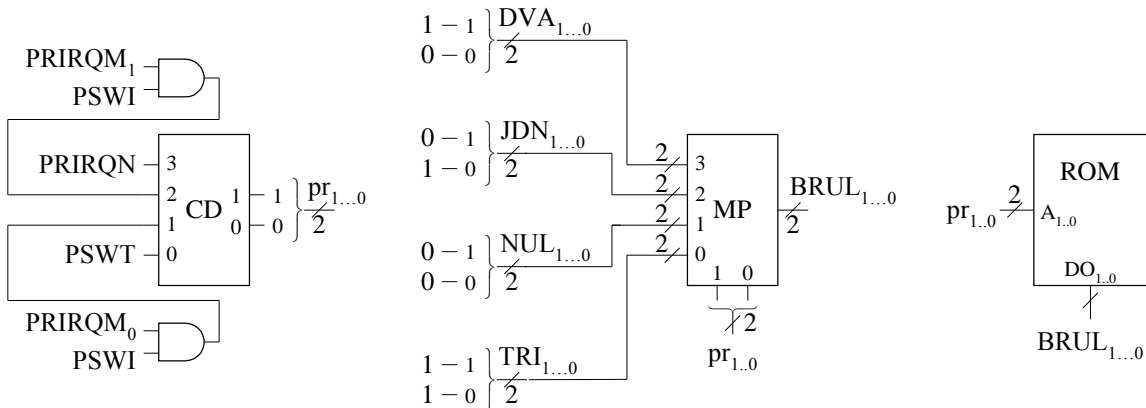 PRIRQM1
PSWI
PRIRQN
3
2
1
PSWT
0
CD
1
0
1
0
pr1...0
2
PRIRQM0
PSWI
1 – 1
0 – 0
DVA1...0
2
0 – 1
1 – 0
JDN1...0
2
0 – 1
0 – 0
NUL1...0
2
1 – 1
1 – 0
TRI1...0
2
2
2
2
2
3
2
1
0
MP
1 0
2
pr1..0
BRUL1...0
2
pr1..0
2
A1..0
ROM
DO1..0
BRUL1...0